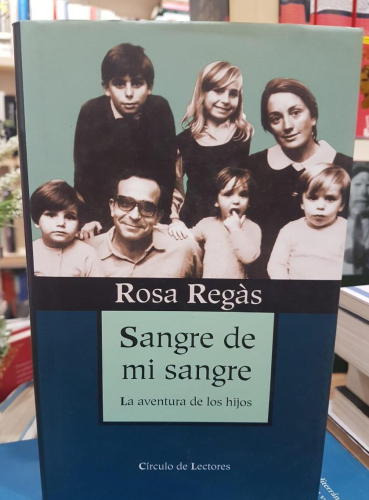 Rosa Regàs
Sangre de
mi sangre
La aventura de los hijos
Círculo de Lectores